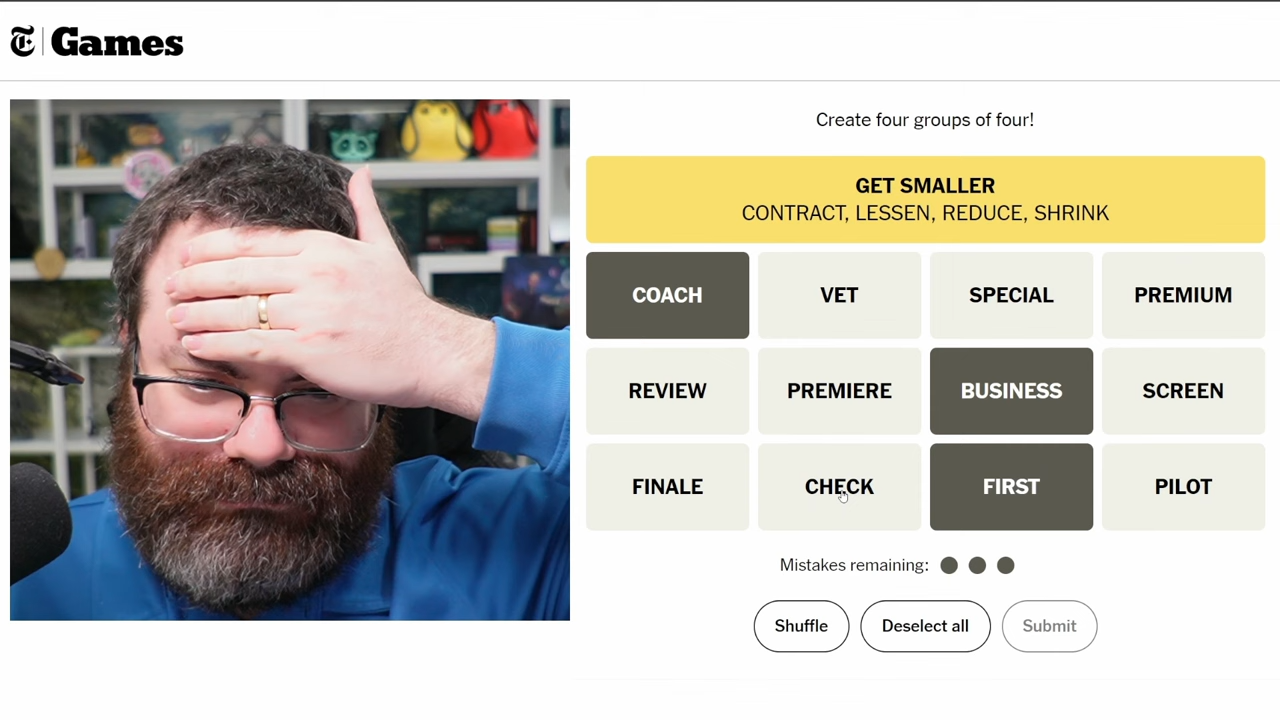 T Games
Create four groups of four!
GET SMALLER
CONTRACT, LESSEN, REDUCE, SHRINK
COACH VET SPECIAL PREMIUM
REVIEW PREMIERE BUSINESS SCREEN
FINALE CHECK FIRST PILOT
Mistakes remaining:
Shuffle Deselect all Submit